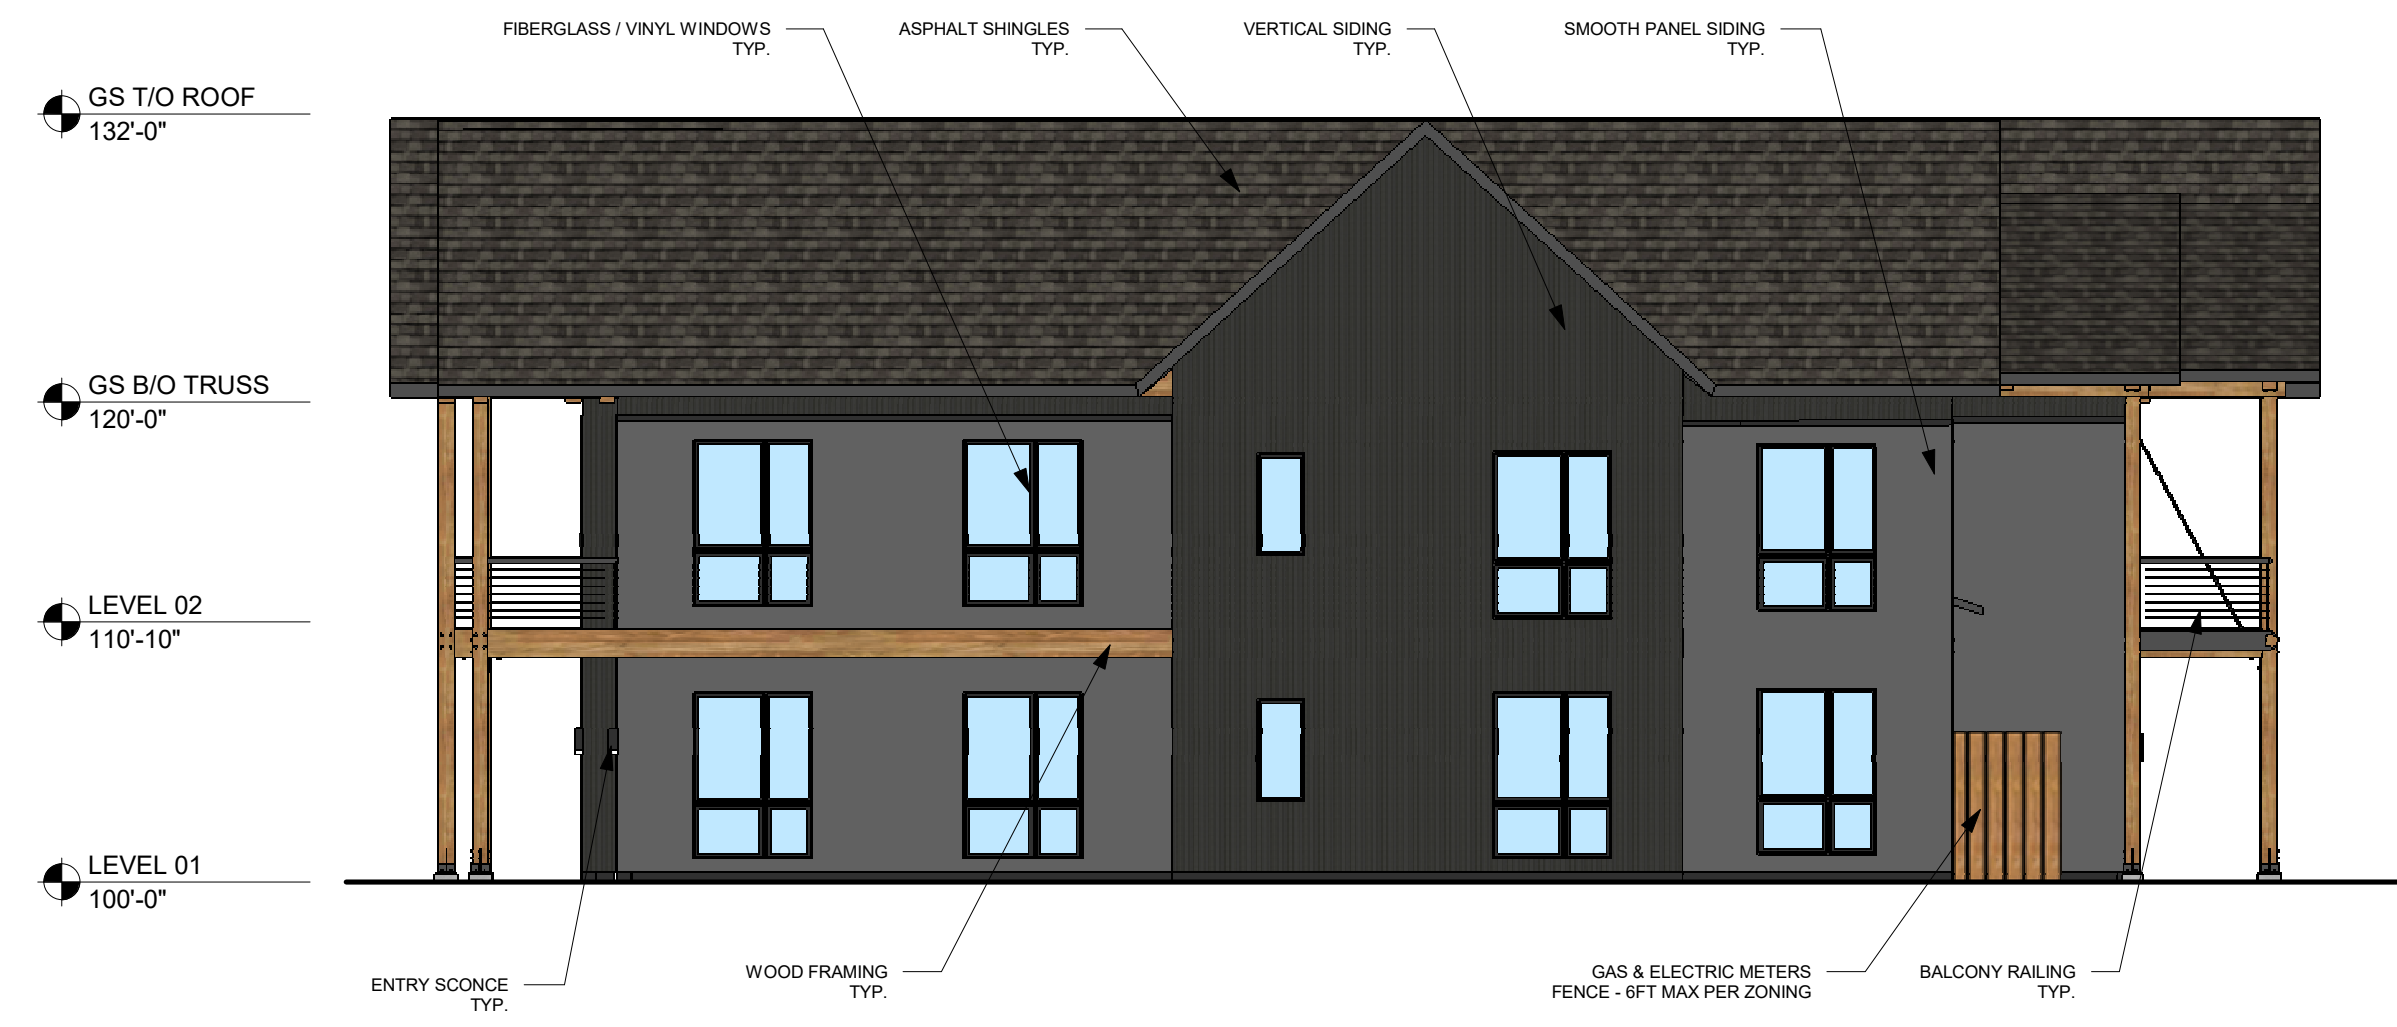 FIBERGLASS / VINYL WINDOWS
TYP.
ASPHALT SHINGLES
TYP.
VERTICAL SIDING
TYP.
SMOOTH PANEL SIDING
TYP.
GS T/O ROOF
132'-0"
GS B/O TRUSS
120'-0"
LEVEL 02
110'-10"
LEVEL 01
100'-0"
ENTRY SCONCE
TYP.
WOOD FRAMING
TYP.
GAS & ELECTRIC METERS
FENCE - 6FT MAX PER ZONING
BALCONY RAILING
TYP.